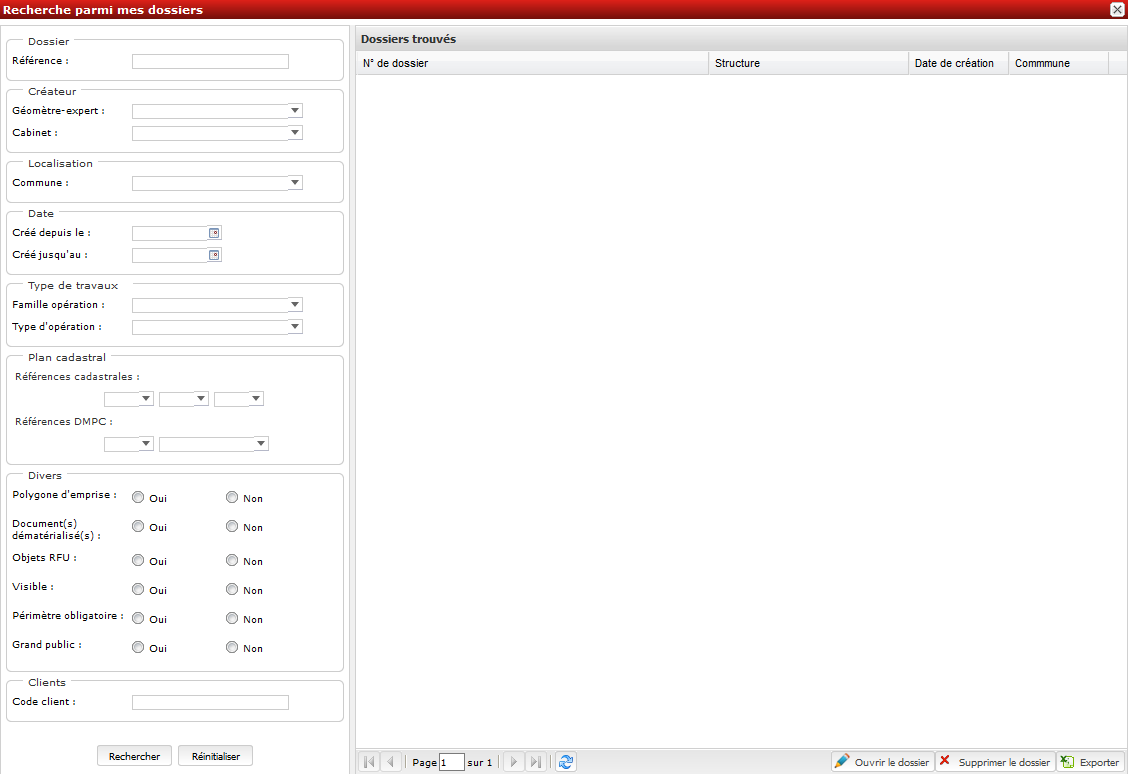 Recherche parmi mes dossiers
Dossier
Référence :
Créateur
Géomètre-expert :
Cabinet :
Localisation
Commune :
Date
Créé depuis le :
Créé jusqu'au :
Type de travaux
Famille opération :
Type d'opération :
Plan cadastral
Références cadastrales :
Références DMPC :
Divers
Polygone d'emprise : Oui Non
Document(s)
dématérialisé(s) : Oui Non
Objets RFU : Oui Non
Visible : Oui Non
Périmètre obligatoire : Oui Non
Grand public : Oui Non
Clients
Code client :
Rechercher Réinitialiser
Dossiers trouvés
N° de dossier Structure Date de création Commmune
Page 1 sur 1 Ouvrir le dossier Supprimer le dossier Exporter